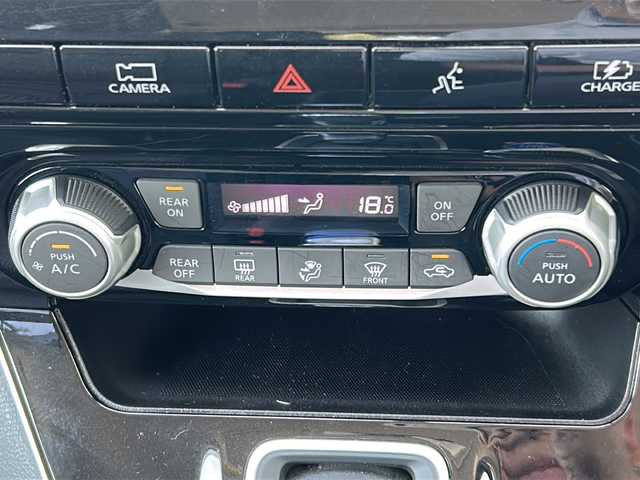 CAMERA
CHARGE
REAR ON
18.0°C
ON OFF
PUSH A/C
REAR OFF
REAR
FRONT
PUSH AUTO